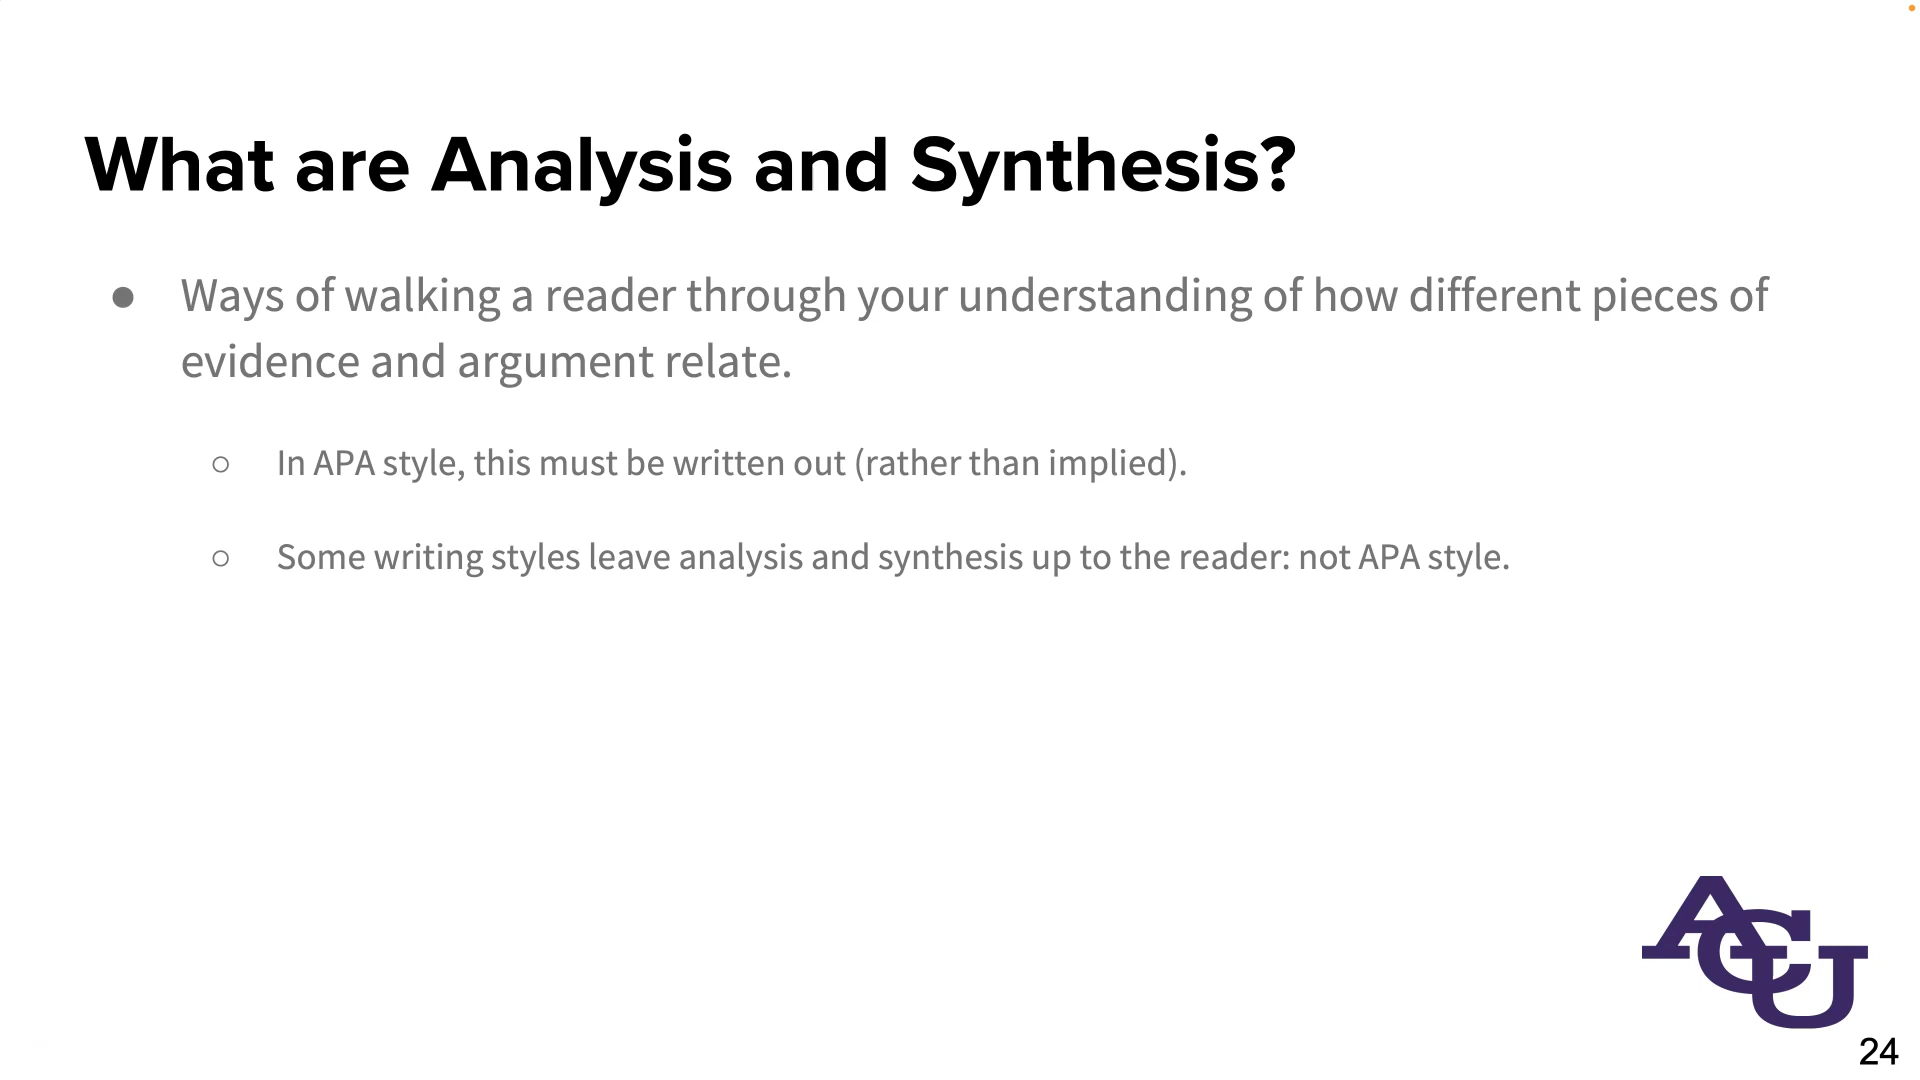 What are Analysis and Synthesis?
● Ways of walking a reader through your understanding of how different pieces of
evidence and argument relate.
○ In APA style, this must be written out (rather than implied).
○ Some writing styles leave analysis and synthesis up to the reader: not APA style.
ACU
24